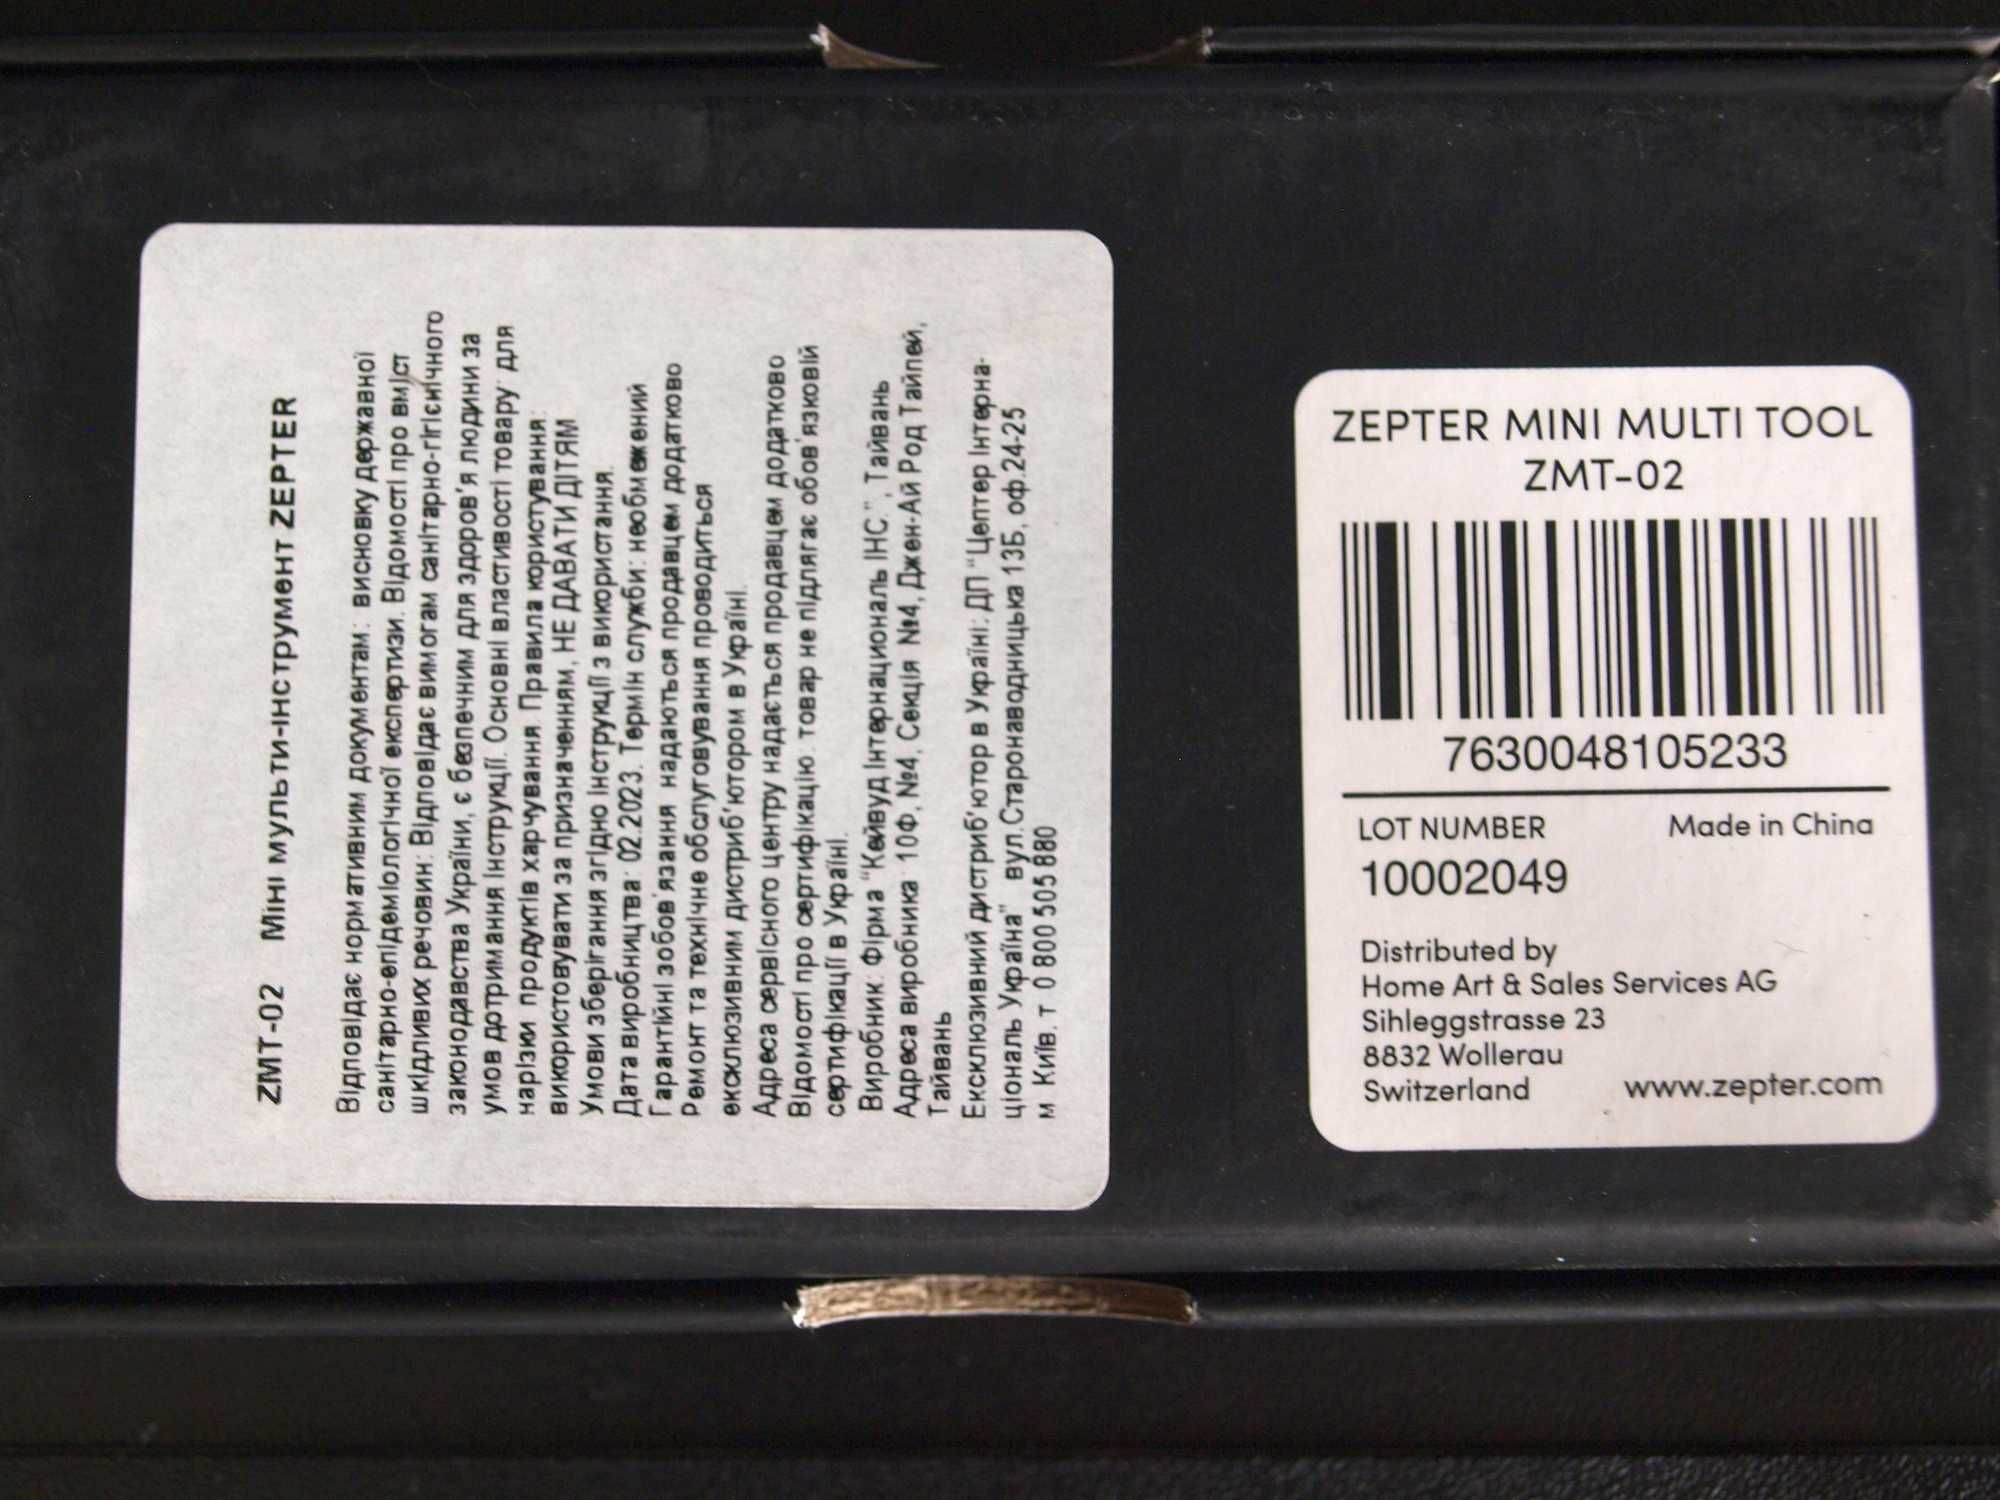 ZMT-02 Міні мульти-інструмент ZEPTER
Відповідає нормативним документам: висновку державної
санітарно-епідеміологічної експертизи. Відомості про вміст
шкідливих речовин: Відповідає вимогам санітарно-гігієнічного
законодавства України, є безпечним для здоров'я людини за
умов дотримання інструкції. Основні властивості товару: для
нарізки продуктів харчування. Правила користування:
використовувати за призначенням, НЕ ДАВАТИ ДІТЯМ
Умови зберігання згідно інструкції з використання.
Дата виробництва: 02.2023. Термін служби: необмежений
Гарантійні зобов'язання надаються продавцем додатково
Ремонт та технічне обслуговування проводиться
ексклюзивним дистриб'ютором в Україні.
Адреса сервісного центру надається продавцем додатково
Відомості про сертифікацію: товар не підлягає обов'язковій
сертифікації в Україні.
Виробник: Фірма "Кейвуд Інтернациональ ІНС.", Тайвань
Адреса виробника: 10Ф, №4, Секція №4, Джен-Ай Род Тайпей,
Тайвань
Ексклюзивний дистриб'ютор в Україні: ДП "Цептер Інтерна-
ціональ Україна" вул.Старонаводницька 13Б, оф.24-25
м Київ. т 0 800 505 880
ZEPTER MINI MULTI TOOL
ZMT-02
7630048105233
LOT NUMBER Made in China
10002049
Distributed by
Home Art & Sales Services AG
Sihleggstrasse 23
8832 Wollerau
Switzerland www.zepter.com